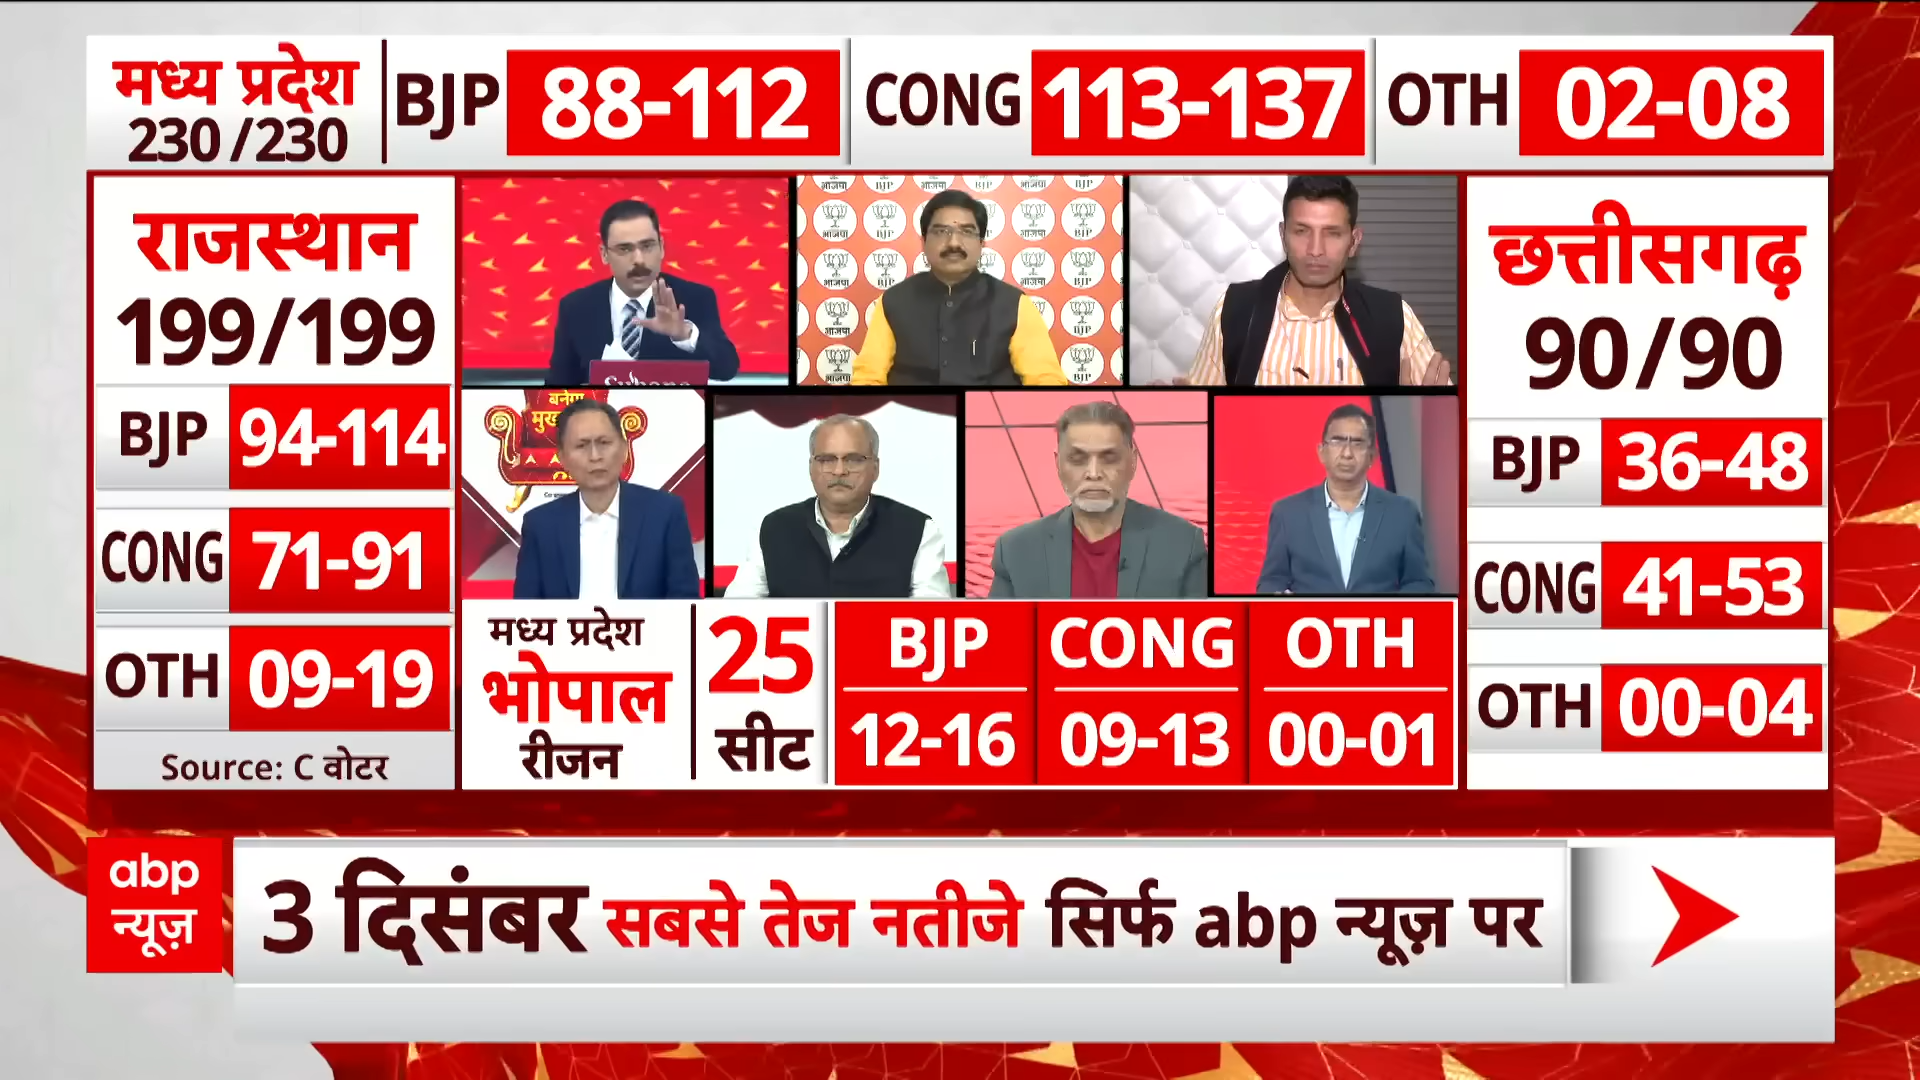 मध्य प्रदेश
230/230
BJP 88-112
CONG 113-137
OTH 02-08
राजस्थान
199/199
BJP 94-114
CONG 71-91
OTH 09-19
Source: C वोटर
भाजपा
BJP
मध्य प्रदेश
भोपाल
रीजन
25
सीट
BJP CONG OTH
12-16 09-13 00-01
छत्तीसगढ़
90/90
BJP 36-48
CONG 41-53
OTH 00-04
abp
न्यूज़
3 दिसंबर सबसे तेज नतीजे सिर्फ abp न्यूज़ पर